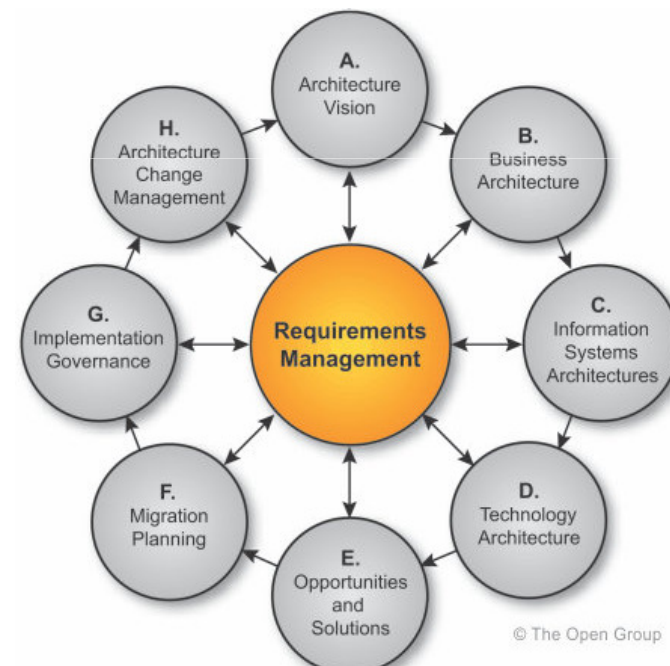 A.
Architecture
Vision
B.
Business
Architecture
C.
Information
Systems
Architectures
D.
Technology
Architecture
E.
Opportunities
and
Solutions
F.
Migration
Planning
G.
Implementation
Governance
H.
Architecture
Change
Management
Requirements
Management
© The Open Group